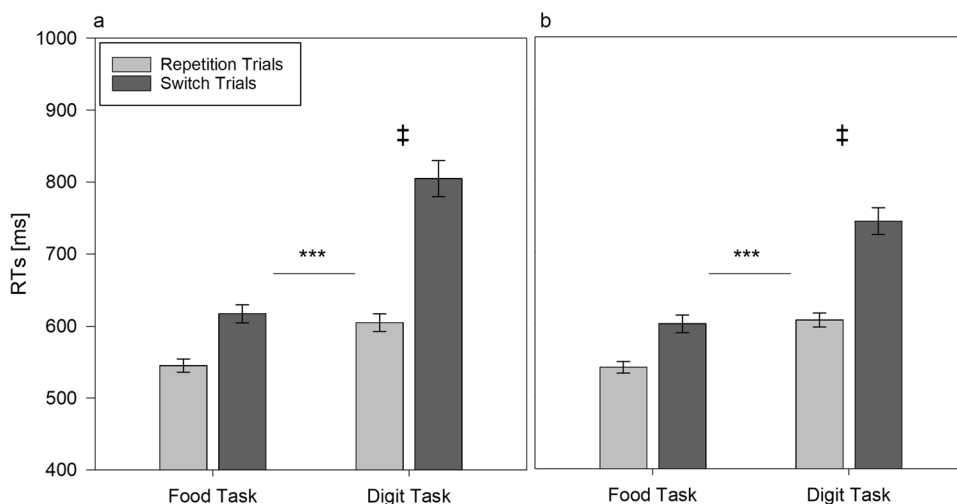 a
b
1000
900
800
700
600
500
400
RTs [ms]
Repetition Trials
Switch Trials
‡
‡
***
***
Food Task
Digit Task
Food Task
Digit Task